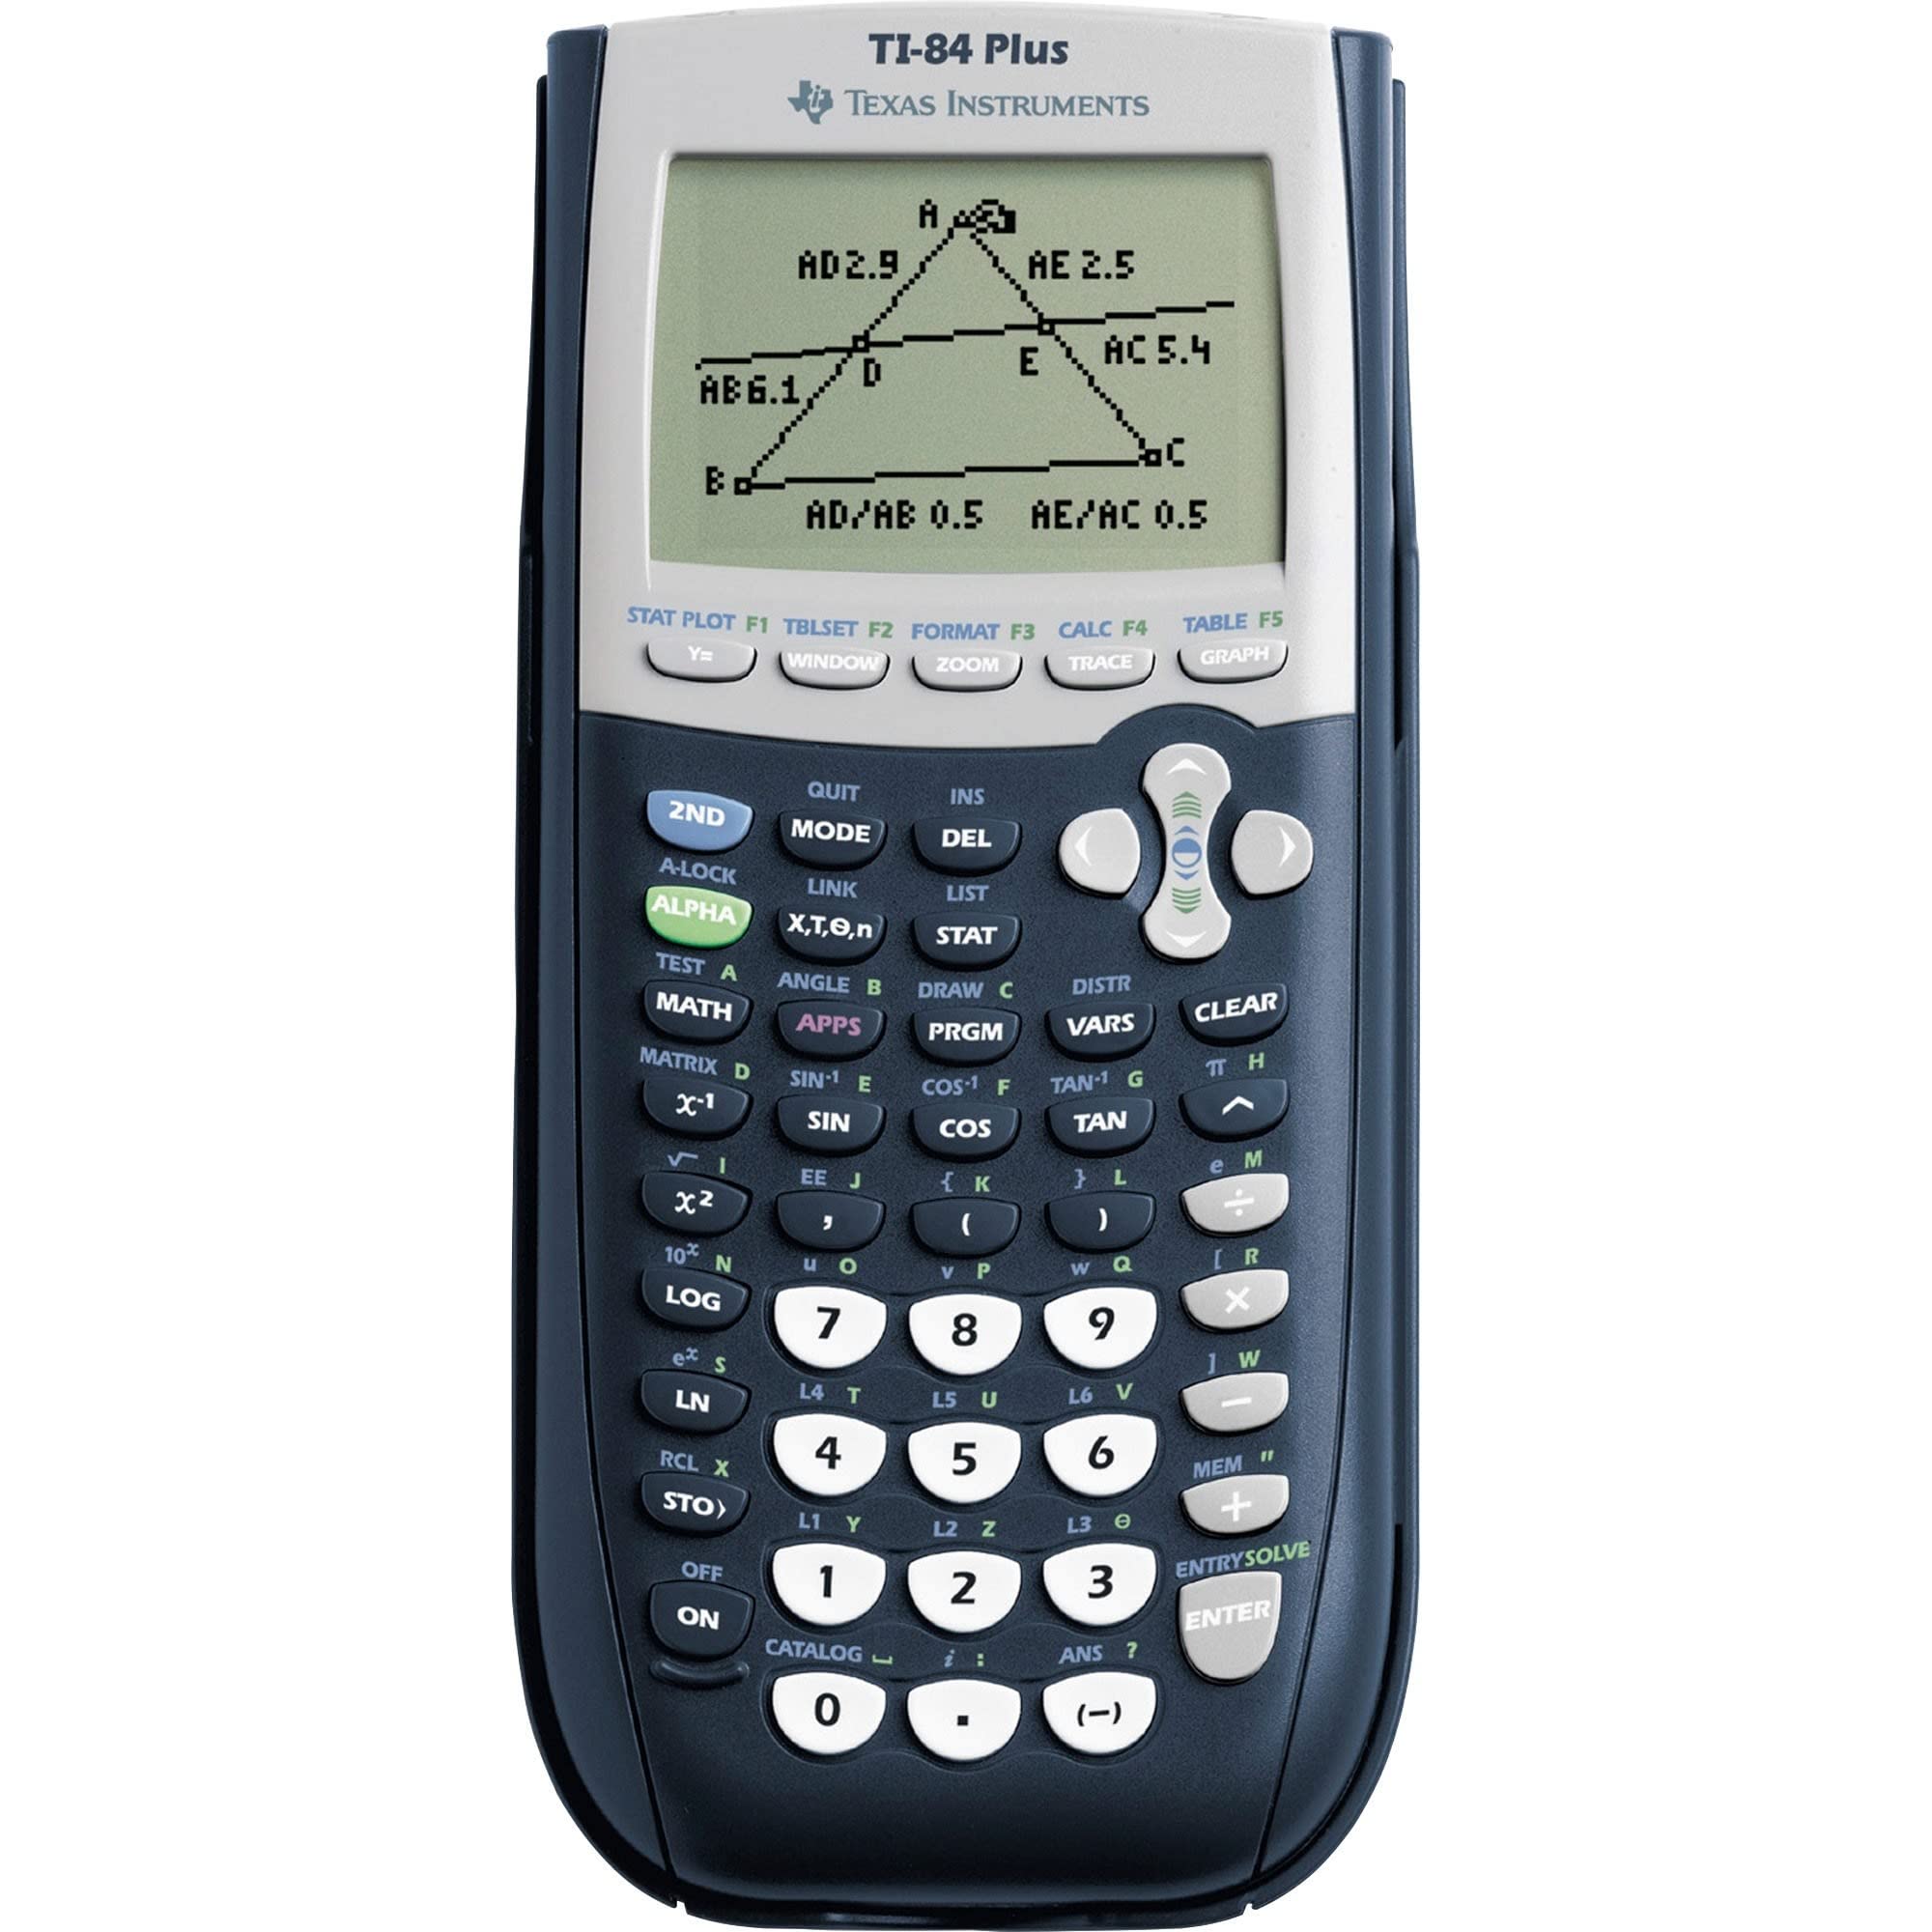 TI-84 Plus
TEXAS INSTRUMENTS
A
AD 2.9 AE 2.5
AC 5.4
D E
AB 6.1
B C
AD/AB 0.5 AE/AC 0.5
STAT PLOT F1 TBLSET F2 FORMAT F3 CALC F4 TABLE F5
Y= WINDOW ZOOM TRACE GRAPH
QUIT INS
2ND MODE DEL
A-LOCK LINK LIST
ALPHA X,T,Θ,n STAT
TEST A ANGLE B DRAW C DISTR
MATH APPS PRGM VARS CLEAR
MATRIX D SIN⁻¹ E COS⁻¹ F TAN⁻¹ G π H
x⁻¹ SIN COS TAN ^
√ I EE J { K } L e M
x² , ( ) ÷
10ˣ N u O v P w Q [ R
LOG 7 8 9 ×
eˣ S L4 T L5 U L6 V ] W
LN 4 5 6 −
RCL X L1 Y L2 Z L3 Θ MEM "
STO› 1 2 3 +
OFF ENTRY SOLVE
ON ENTER
CATALOG ⎵ i : ANS ?
0 . (−)